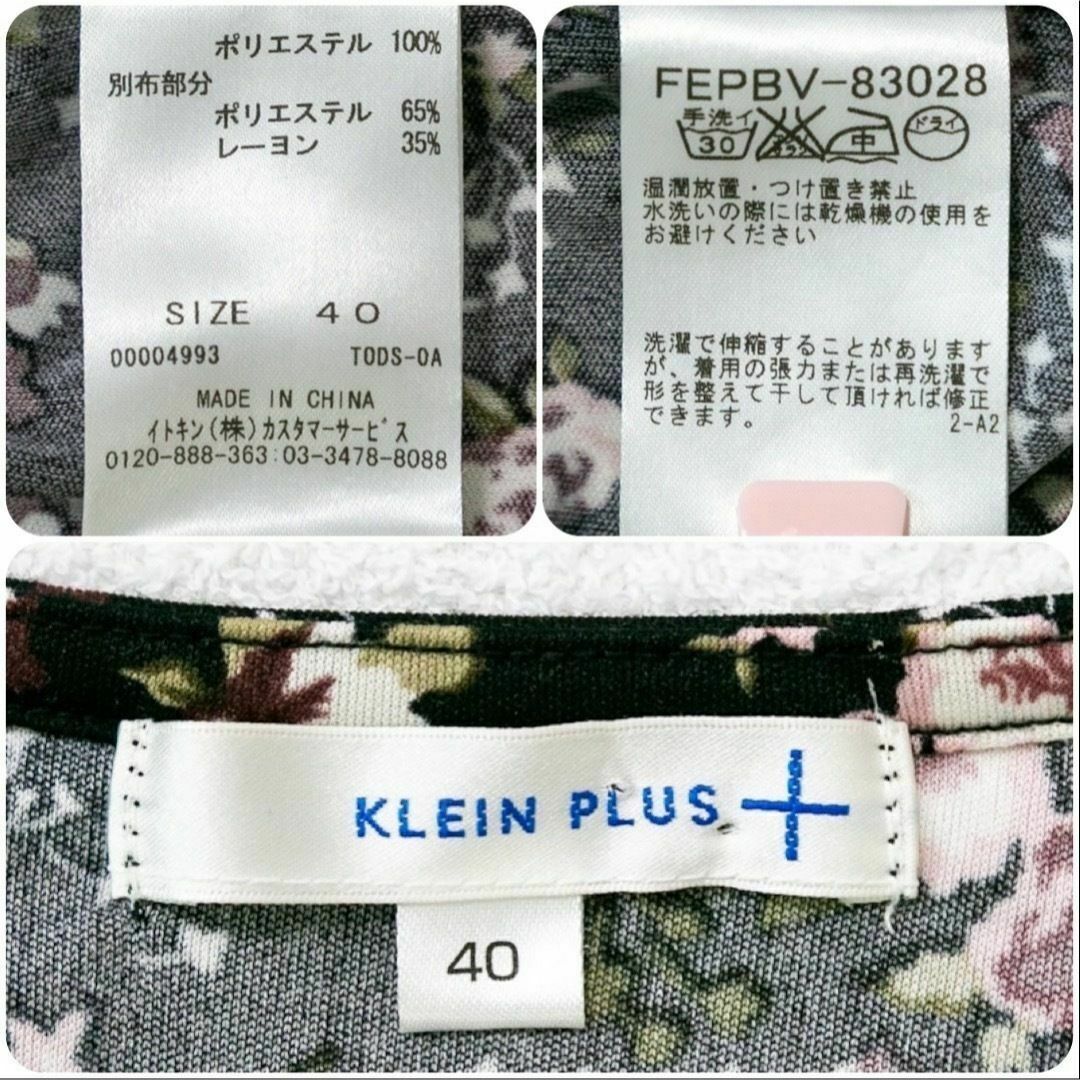 ポリエステル 100%
別布部分
ポリエステル 65%
レーヨン 35%
SIZE 40
00004993 TODS-0A
MADE IN CHINA
イトキン(株)カスタマーサービス
0120-888-363:03-3478-8088
FEPBV-83028
手洗イ
30
エンソサラシ
中
ドライ
湿潤放置・つけ置き禁止
水洗いの際には乾燥機の使用を
お避けください
洗濯で伸縮することがあります
が、着用の張力または再洗濯で
形を整えて干して頂ければ修正
できます。
2-A2
KLEIN PLUS
40